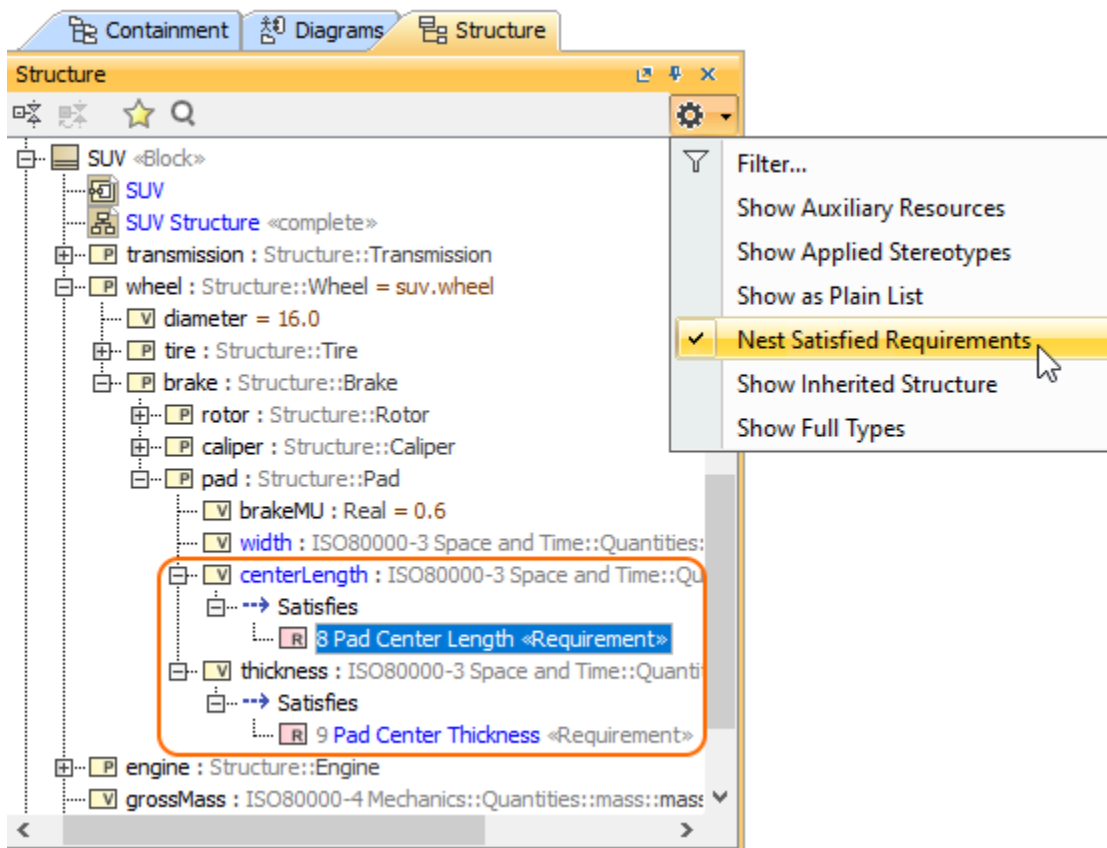 Containment Diagrams Structure
Structure
SUV «Block»
SUV
SUV Structure «complete»
P transmission : Structure::Transmission
P wheel : Structure::Wheel = suv.wheel
V diameter = 16.0
P tire : Structure::Tire
P brake : Structure::Brake
P rotor : Structure::Rotor
P caliper : Structure::Caliper
P pad : Structure::Pad
V brakeMU : Real = 0.6
V width : ISO80000-3 Space and Time::Quantities:
V centerLength : ISO80000-3 Space and Time::Qu
Satisfies
R 8 Pad Center Length «Requirement»
V thickness : ISO80000-3 Space and Time::Quanti
Satisfies
R 9 Pad Center Thickness «Requirement»
P engine : Structure::Engine
V grossMass : ISO80000-4 Mechanics::Quantities::mass::mass
Filter...
Show Auxiliary Resources
Show Applied Stereotypes
Show as Plain List
Nest Satisfied Requirements
Show Inherited Structure
Show Full Types